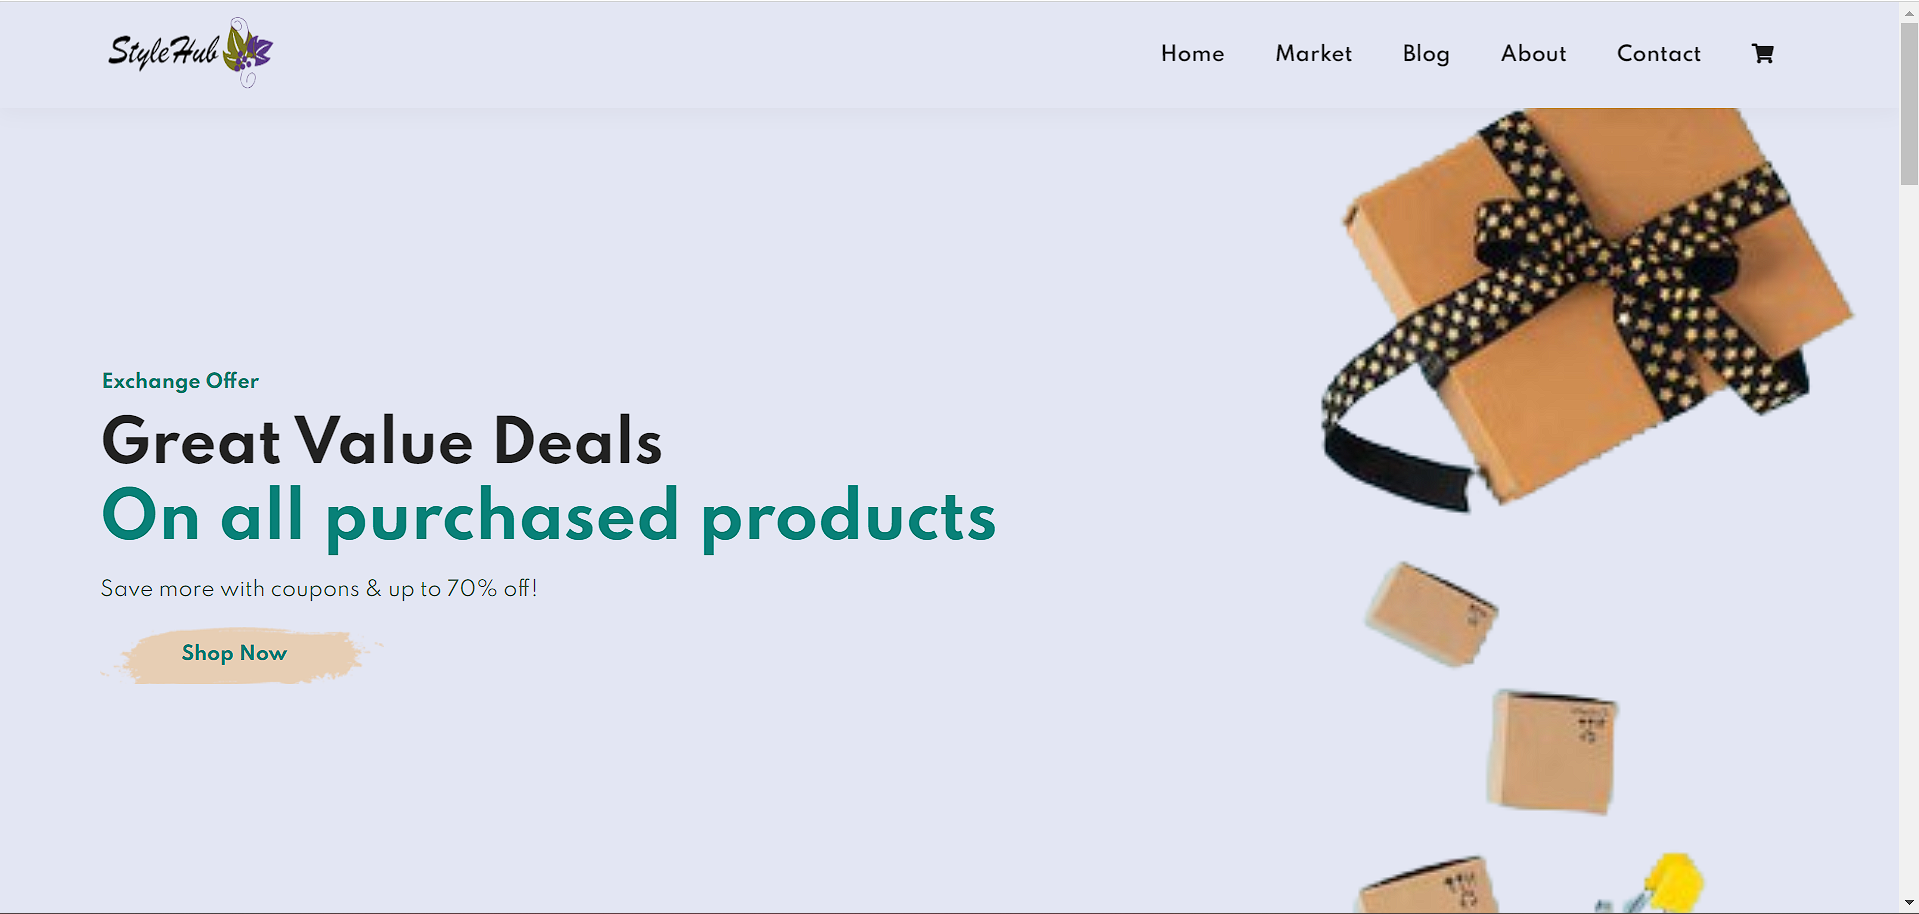 StyleHub
Home Market Blog About Contact
Exchange Offer
Great Value Deals
On all purchased products
Save more with coupons & up to 70% off!
Shop Now